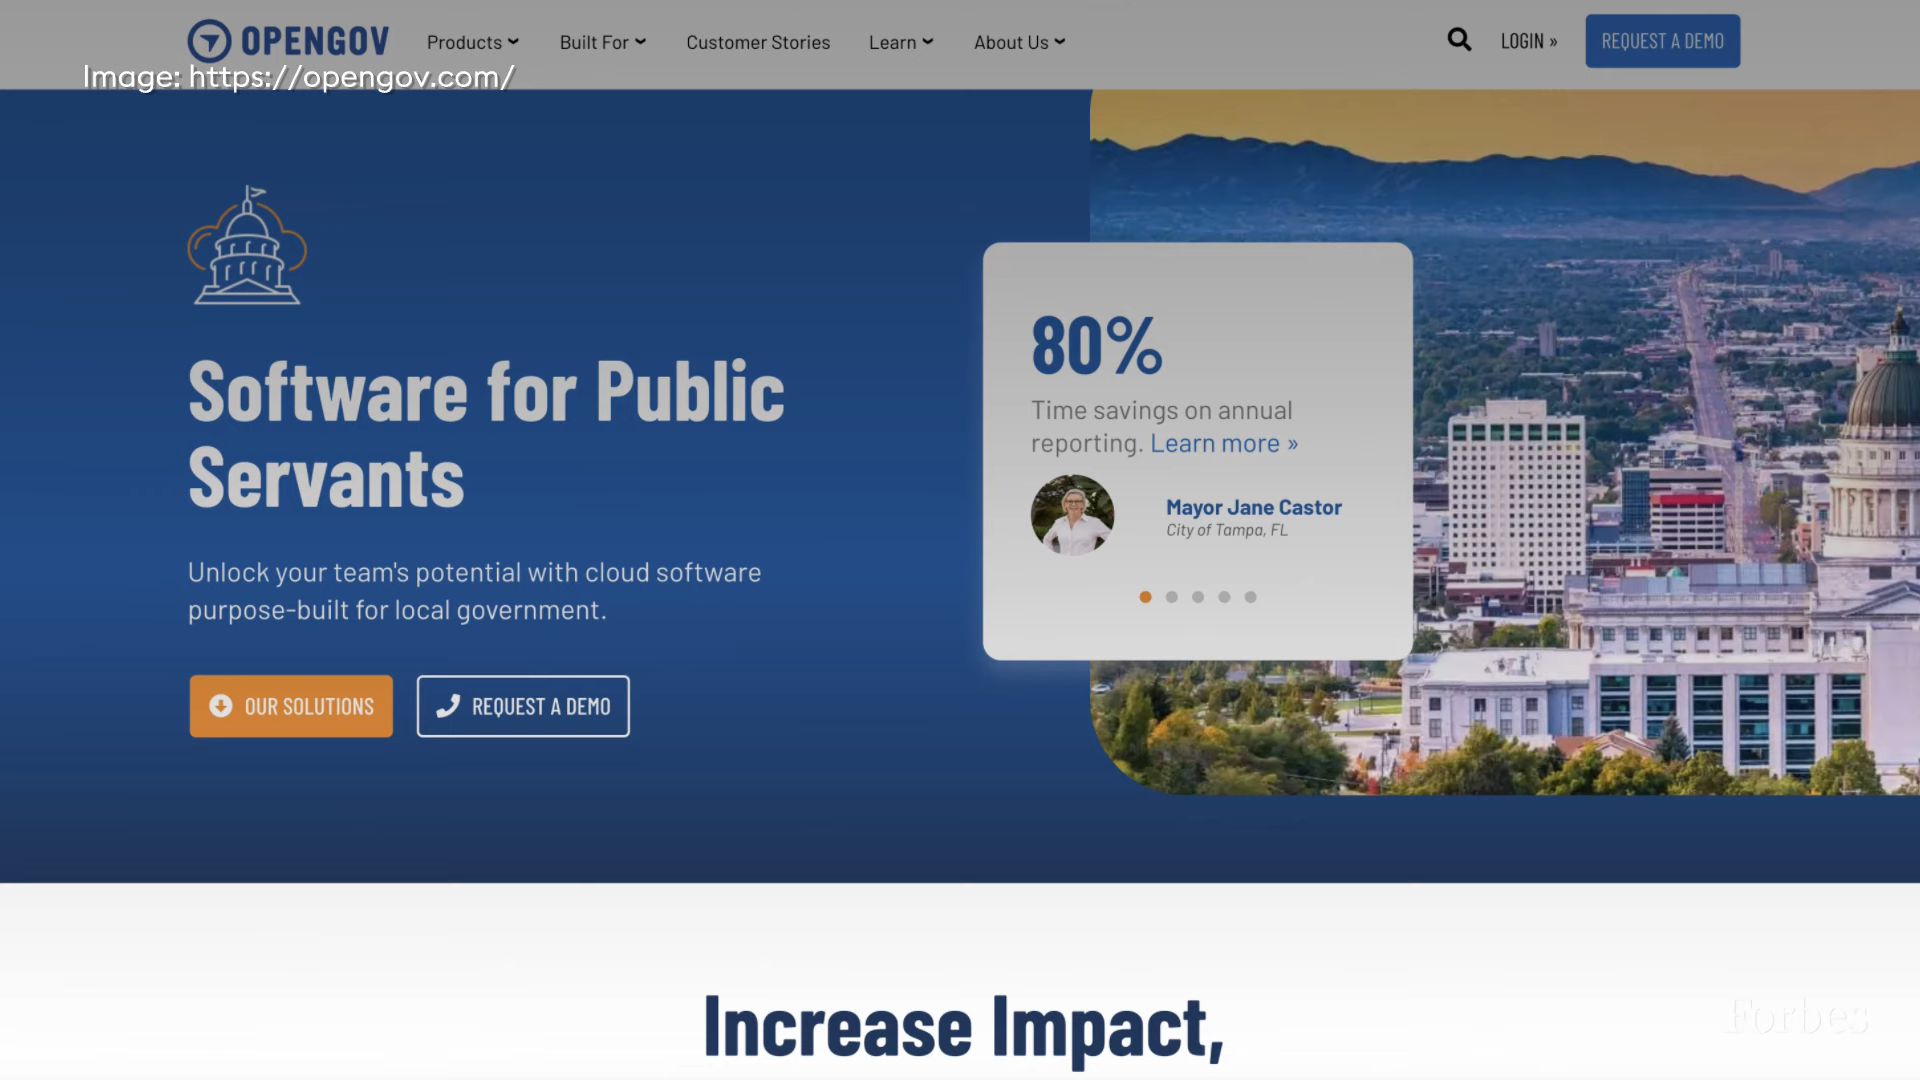 OPENGOV
Products
Built For
Customer Stories
Learn
About Us
LOGIN »
REQUEST A DEMO
Image: https://opengov.com/
Software for Public
Servants
Unlock your team's potential with cloud software
purpose-built for local government.
OUR SOLUTIONS
REQUEST A DEMO
80%
Time savings on annual
reporting. Learn more »
Mayor Jane Castor
City of Tampa, FL
Increase Impact,
Forbes